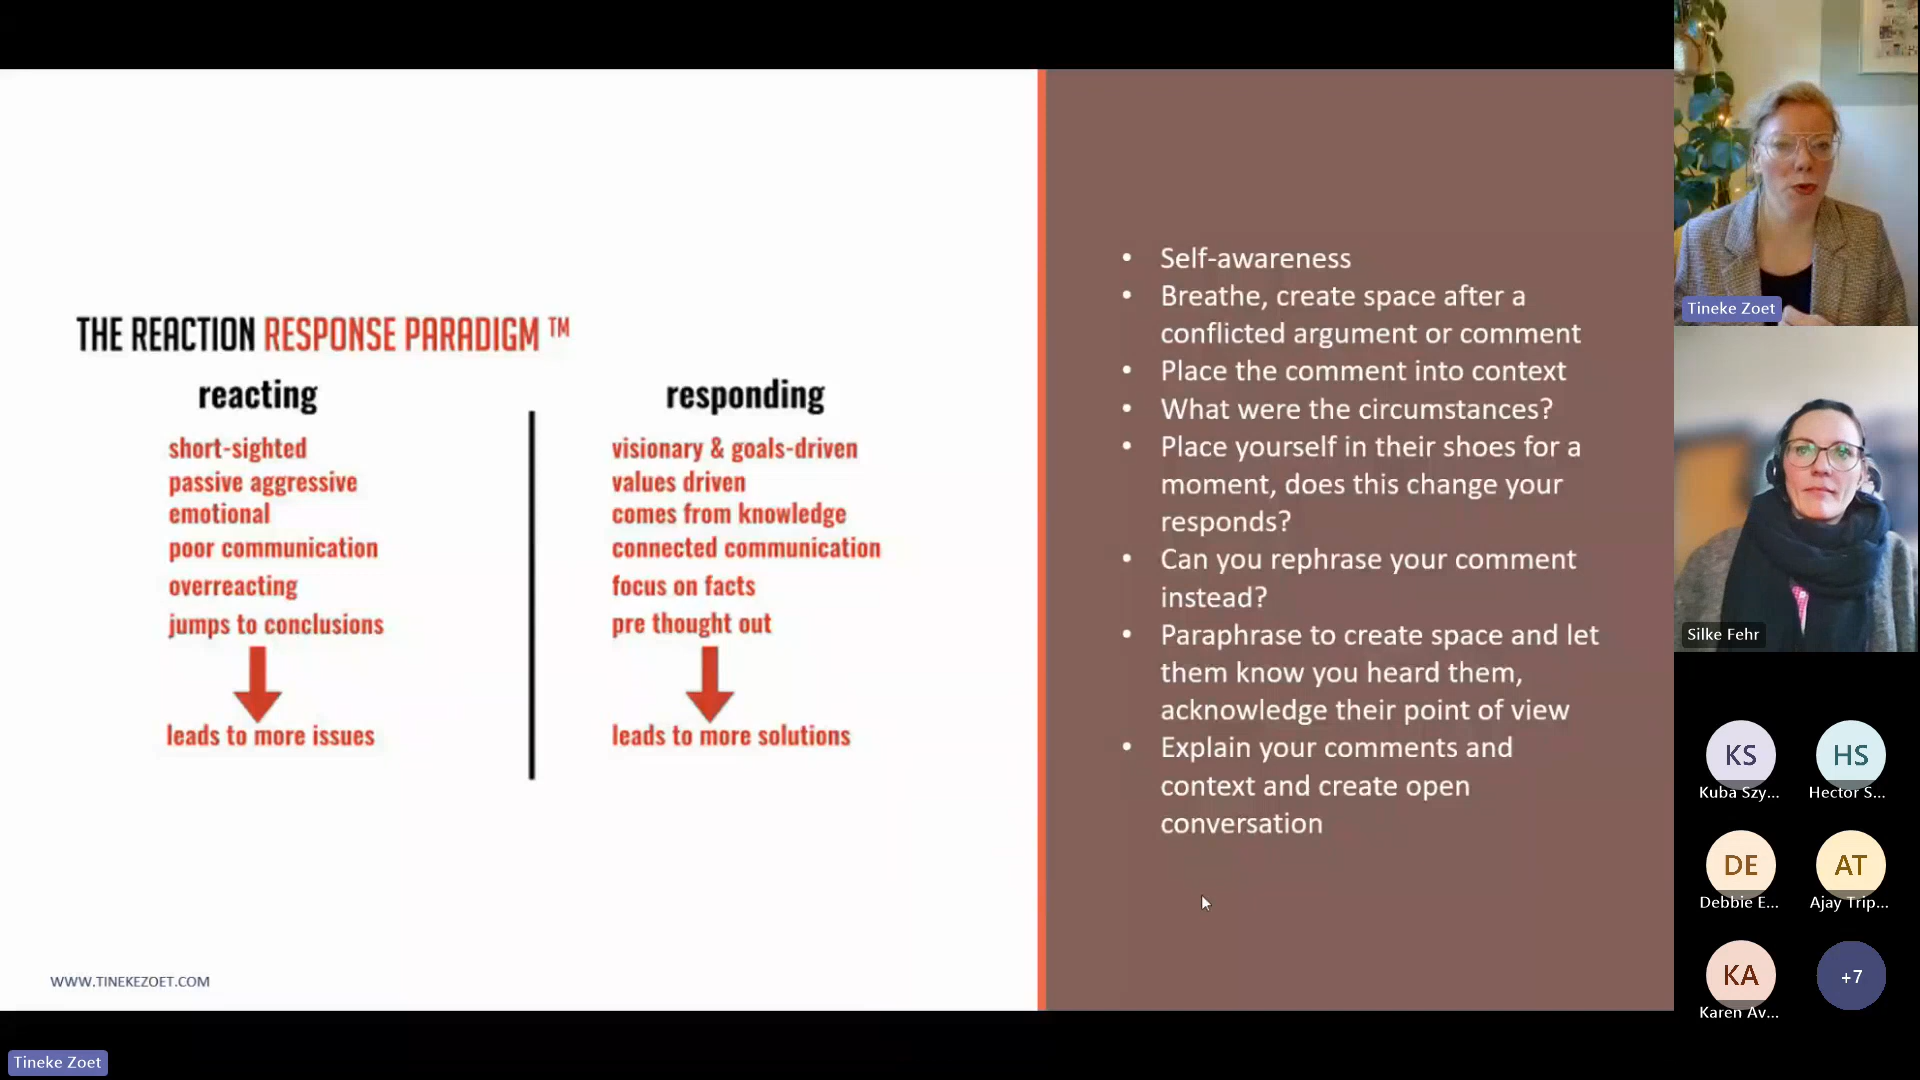 THE REACTION RESPONSE PARADIGM ™
reacting
short-sighted
passive aggressive
emotional
poor communication
overreacting
jumps to conclusions
leads to more issues
responding
visionary & goals-driven
values driven
comes from knowledge
connected communication
focus on facts
pre thought out
leads to more solutions
WWW.TINEKEZOET.COM
• Self-awareness
• Breathe, create space after a
conflicted argument or comment
• Place the comment into context
• What were the circumstances?
• Place yourself in their shoes for a
moment, does this change your
responds?
• Can you rephrase your comment
instead?
• Paraphrase to create space and let
them know you heard them,
acknowledge their point of view
• Explain your comments and
context and create open
conversation
Tineke Zoet
Silke Fehr
KS
Kuba Szy...
HS
Hector S...
DE
Debbie E...
AT
Ajay Trip...
KA
Karen Av...
+7
Tineke Zoet